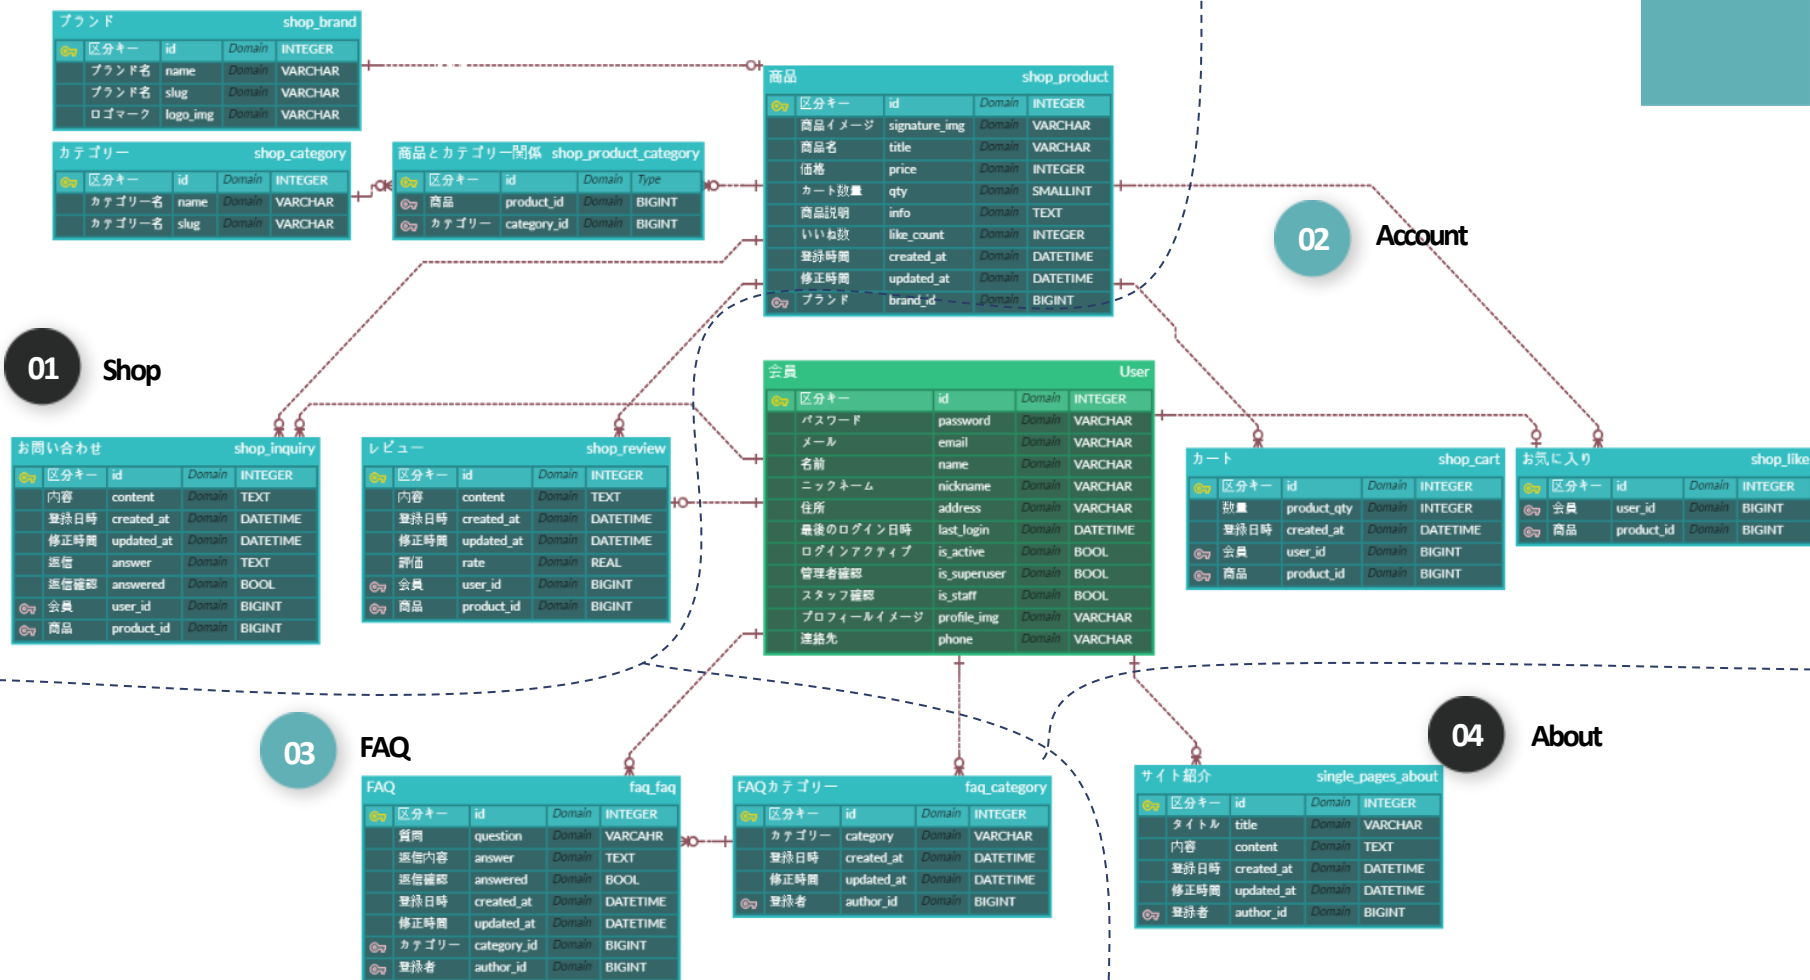 ブランド shop_brand
区分キー id Domain INTEGER
ブランド名 name Domain VARCHAR
ブランド名 slug Domain VARCHAR
ロゴマーク logo_img Domain VARCHAR
カテゴリー shop_category
区分キー id Domain INTEGER
カテゴリー名 name Domain VARCHAR
カテゴリー名 slug Domain VARCHAR
商品とカテゴリー関係 shop_product_category
区分キー id Domain Type
商品 product_id Domain BIGINT
カテゴリー category_id Domain BIGINT
商品 shop_product
区分キー id Domain INTEGER
商品イメージ signature_img Domain VARCHAR
商品名 title Domain VARCHAR
価格 price Domain INTEGER
カート数量 qty Domain SMALLINT
商品説明 info Domain TEXT
いいね数 like_count Domain INTEGER
登録時間 created_at Domain DATETIME
修正時間 updated_at Domain DATETIME
ブランド brand_id Domain BIGINT
02 Account
01 Shop
会員 User
区分キー id Domain INTEGER
パスワード password Domain VARCHAR
メール email Domain VARCHAR
名前 name Domain VARCHAR
ニックネーム nickname Domain VARCHAR
住所 address Domain VARCHAR
最後のログイン日時 last_login Domain DATETIME
ログインアクティブ is_active Domain BOOL
管理者確認 is_superuser Domain BOOL
スタッフ確認 is_staff Domain BOOL
プロフィールイメージ profile_img Domain VARCHAR
連絡先 phone Domain VARCHAR
お問い合わせ shop_inquiry
区分キー id Domain INTEGER
内容 content Domain TEXT
登録日時 created_at Domain DATETIME
修正時間 updated_at Domain DATETIME
返信 answer Domain TEXT
返信確認 answered Domain BOOL
会員 user_id Domain BIGINT
商品 product_id Domain BIGINT
レビュー shop_review
区分キー id Domain INTEGER
内容 content Domain TEXT
登録日時 created_at Domain DATETIME
修正時間 updated_at Domain DATETIME
評価 rate Domain REAL
会員 user_id Domain BIGINT
商品 product_id Domain BIGINT
カート shop_cart
区分キー id Domain INTEGER
数量 product_qty Domain INTEGER
登録日時 created_at Domain DATETIME
会員 user_id Domain BIGINT
商品 product_id Domain BIGINT
お気に入り shop_like
区分キー id Domain INTEGER
会員 user_id Domain BIGINT
商品 product_id Domain BIGINT
03 FAQ
04 About
FAQ faq_faq
区分キー id Domain INTEGER
質問 question Domain VARCAHR
返信内容 answer Domain TEXT
返信確認 answered Domain BOOL
登録日時 created_at Domain DATETIME
修正時間 updated_at Domain DATETIME
カテゴリー category_id Domain BIGINT
登録者 author_id Domain BIGINT
FAQカテゴリー faq_category
区分キー id Domain INTEGER
カテゴリー category Domain VARCHAR
登録日時 created_at Domain DATETIME
修正時間 updated_at Domain DATETIME
登録者 author_id Domain BIGINT
サイト紹介 single_pages_about
区分キー id Domain INTEGER
タイトル title Domain VARCHAR
内容 content Domain TEXT
登録日時 created_at Domain DATETIME
修正時間 updated_at Domain DATETIME
登録者 author_id Domain BIGINT